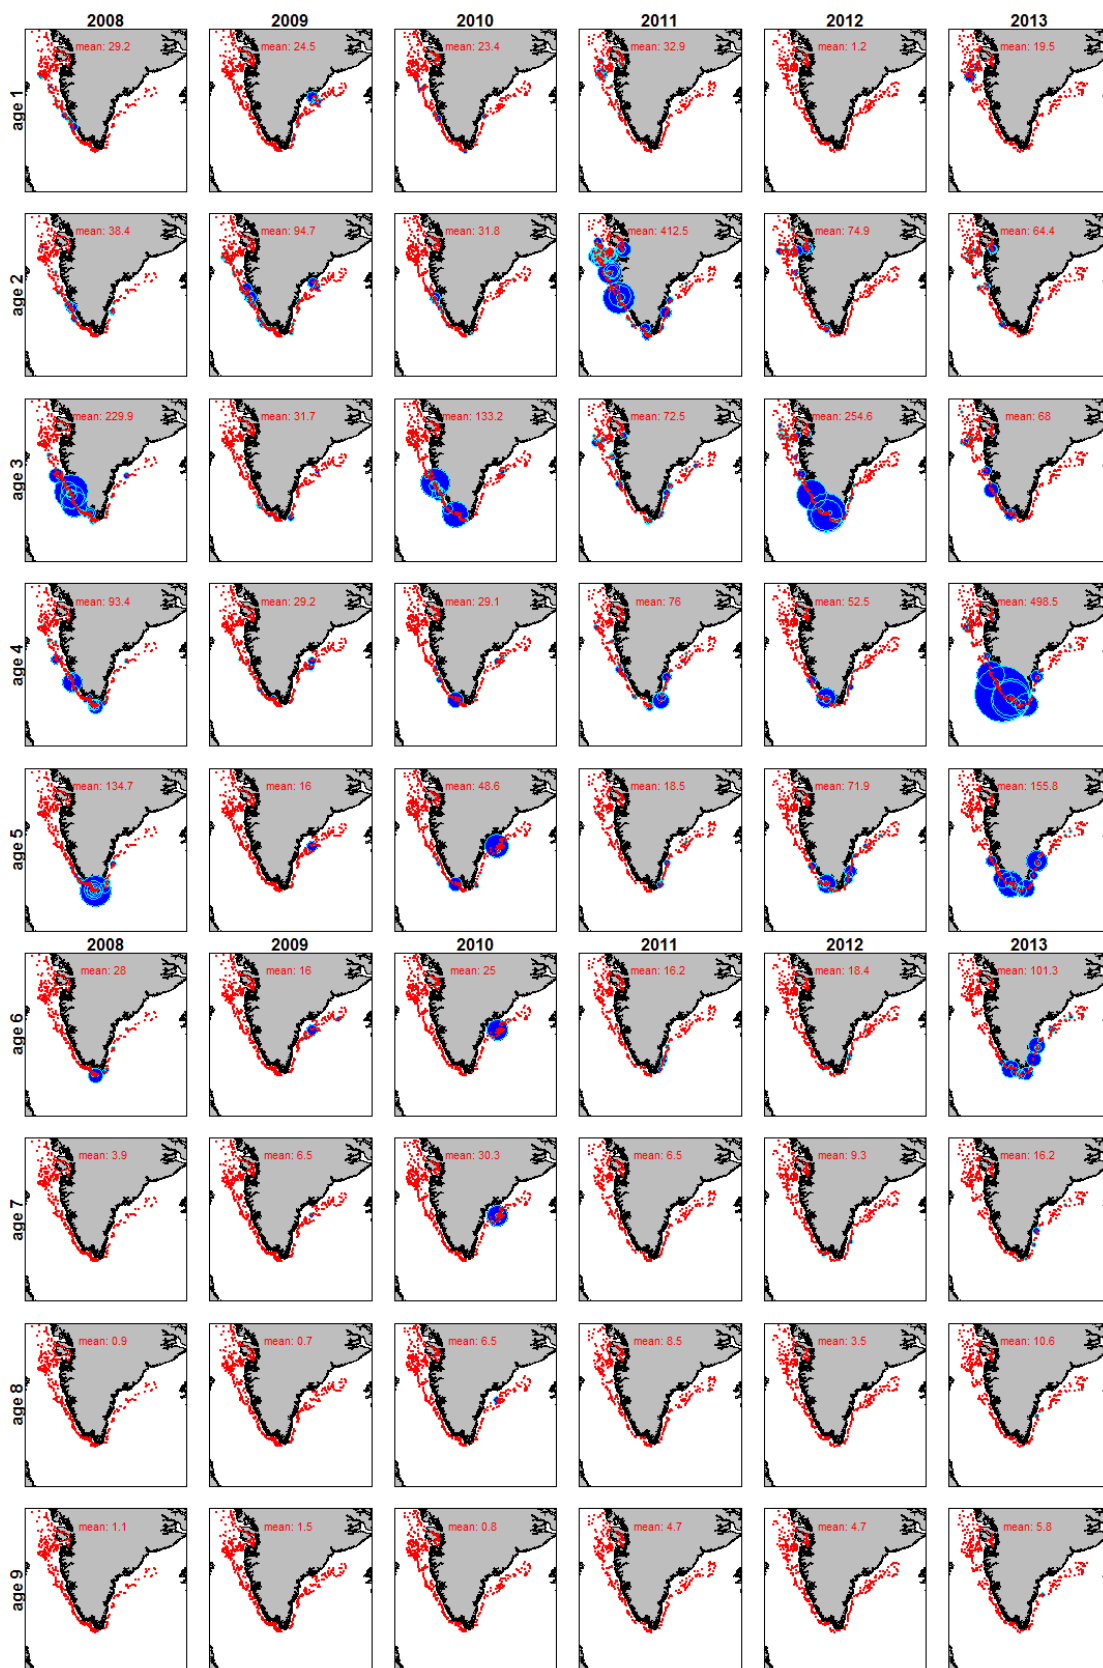 2008 2009 2010 2011 2012 2013
age 1
mean: 29.2 mean: 24.5 mean: 23.4 mean: 32.9 mean: 1.2 mean: 19.5
age 2
mean: 38.4 mean: 94.7 mean: 31.8 mean: 412.5 mean: 74.9 mean: 64.4
age 3
mean: 229.9 mean: 31.7 mean: 133.2 mean: 72.5 mean: 254.6 mean: 68
age 4
mean: 93.4 mean: 29.2 mean: 29.1 mean: 76 mean: 52.5 mean: 498.5
age 5
mean: 134.7 mean: 16 mean: 48.6 mean: 18.5 mean: 71.9 mean: 155.8
2008 2009 2010 2011 2012 2013
age 6
mean: 28 mean: 16 mean: 25 mean: 16.2 mean: 18.4 mean: 101.3
age 7
mean: 3.9 mean: 6.5 mean: 30.3 mean: 6.5 mean: 9.3 mean: 16.2
age 8
mean: 0.9 mean: 0.7 mean: 6.5 mean: 8.5 mean: 3.5 mean: 10.6
age 9
mean: 1.1 mean: 1.5 mean: 0.8 mean: 4.7 mean: 4.7 mean: 5.8